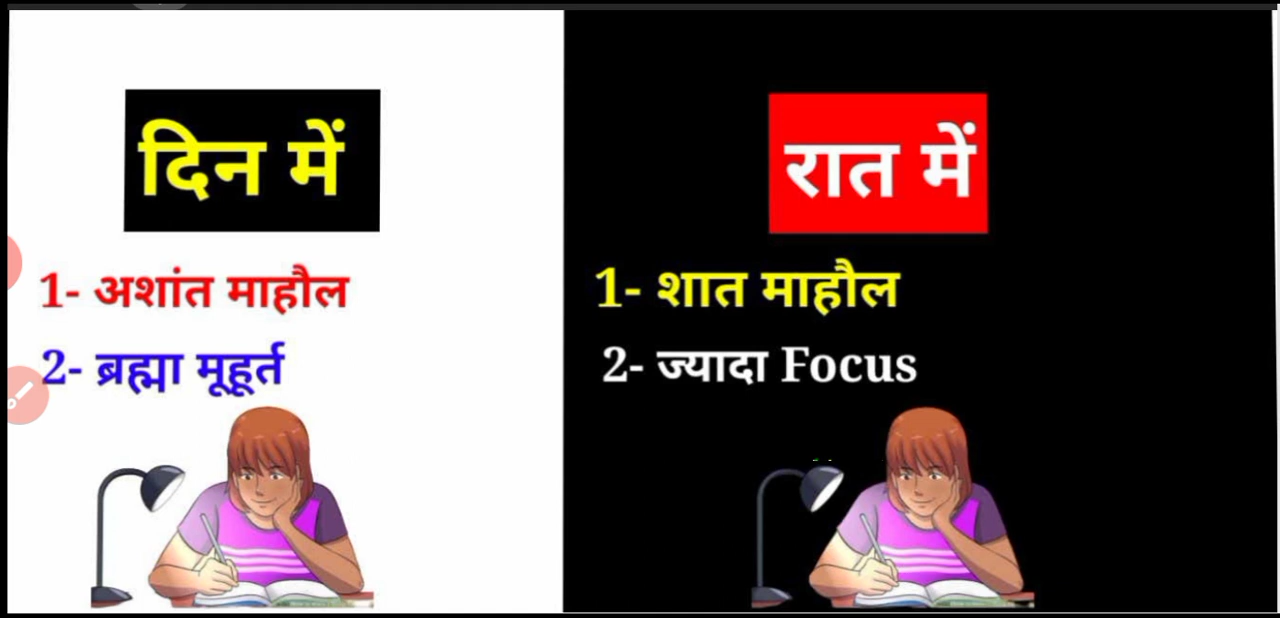 दिन में
1- अशांत माहौल
2- ब्रह्मा मूहूर्त
रात में
1- शात माहौल
2- ज्यादा Focus